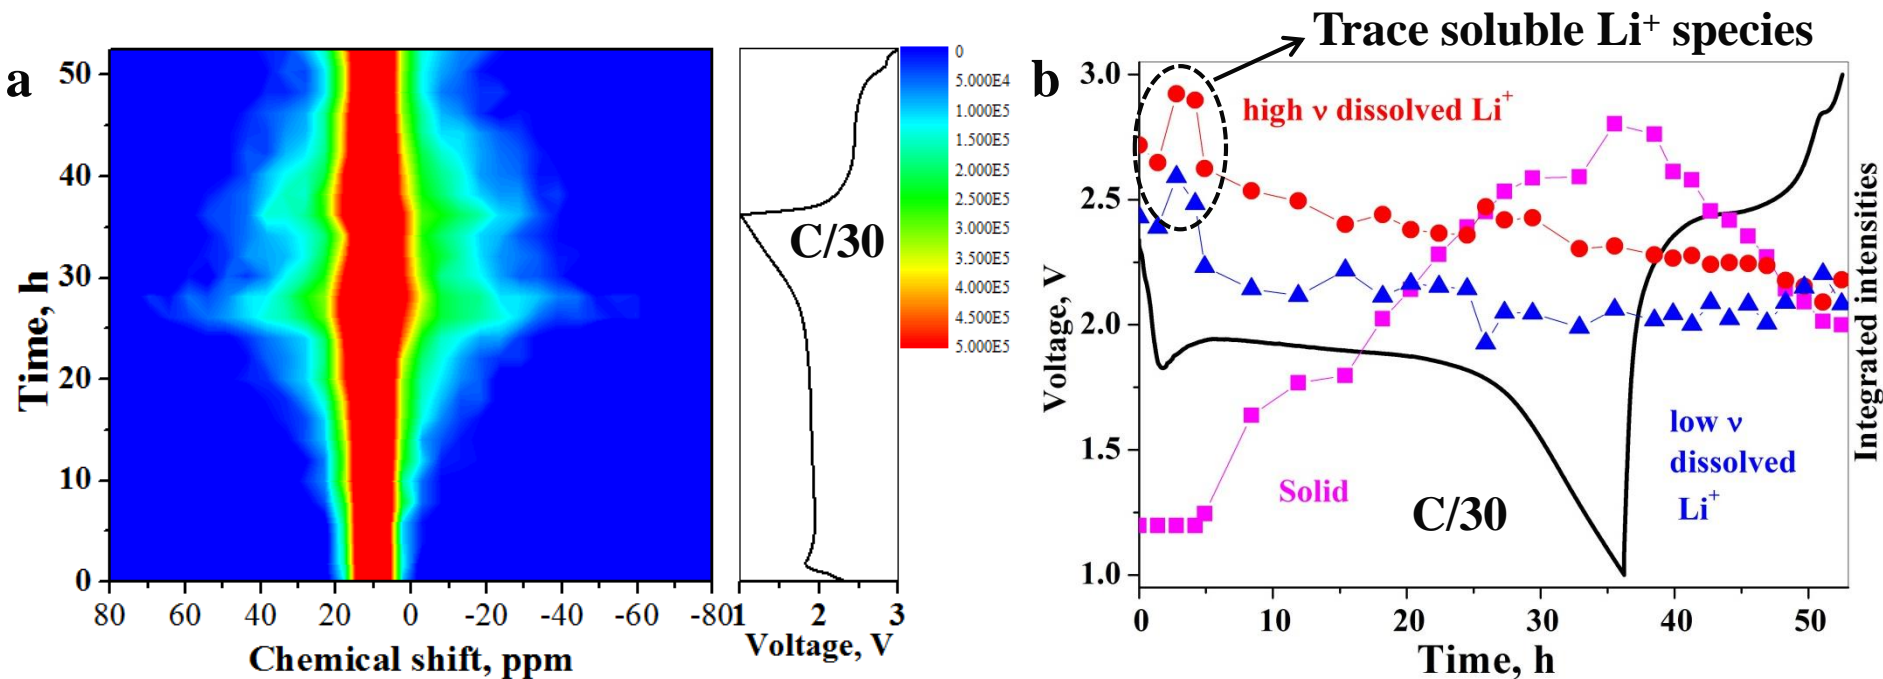 a
50
40
30
20
10
0
Time, h
80 60 40 20 0 -20 -40 -60 -80
Chemical shift, ppm
C/30
1 2 3
Voltage, V
0
5.000E4
1.000E5
1.500E5
2.000E5
2.500E5
3.000E5
3.500E5
4.000E5
4.500E5
5.000E5
b
Trace soluble Li⁺ species
high ν dissolved Li⁺
3.0
2.5
2.0
1.5
1.0
Voltage, V
Solid
C/30
low ν
dissolved
Li⁺
0 10 20 30 40 50
Time, h
Integrated intensities